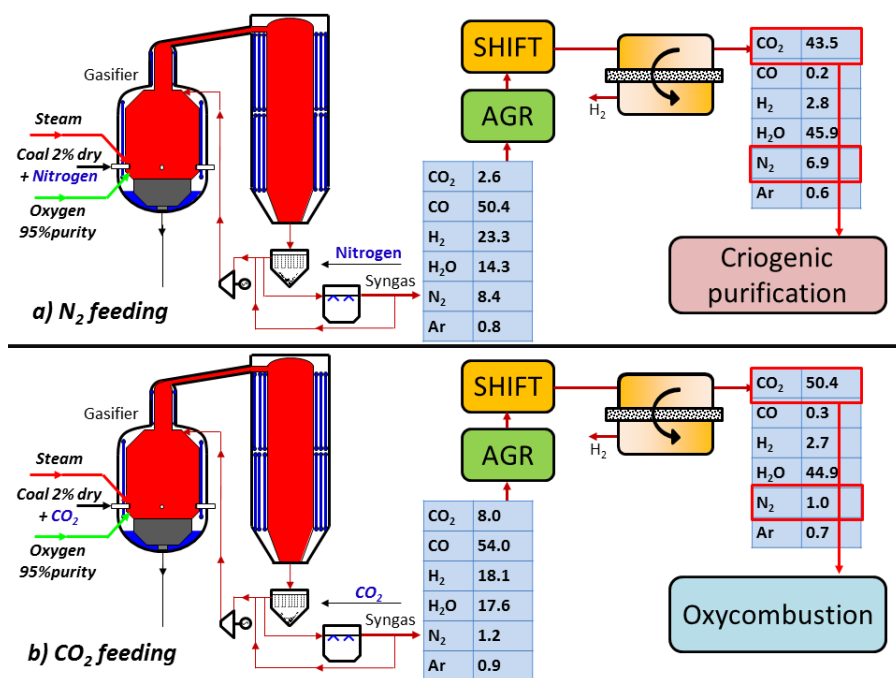 Gasifier
Steam
Coal 2% dry
+ Nitrogen
Oxygen
95%purity
Nitrogen
Syngas
a) N₂ feeding
CO₂ 2.6
CO 50.4
H₂ 23.3
H₂O 14.3
N₂ 8.4
Ar 0.8
AGR
SHIFT
H₂
CO₂ 43.5
CO 0.2
H₂ 2.8
H₂O 45.9
N₂ 6.9
Ar 0.6
Criogenic
purification
Gasifier
Steam
Coal 2% dry
+ CO₂
Oxygen
95%purity
CO₂
Syngas
b) CO₂ feeding
CO₂ 8.0
CO 54.0
H₂ 18.1
H₂O 17.6
N₂ 1.2
Ar 0.9
AGR
SHIFT
H₂
CO₂ 50.4
CO 0.3
H₂ 2.7
H₂O 44.9
N₂ 1.0
Ar 0.7
Oxycombustion